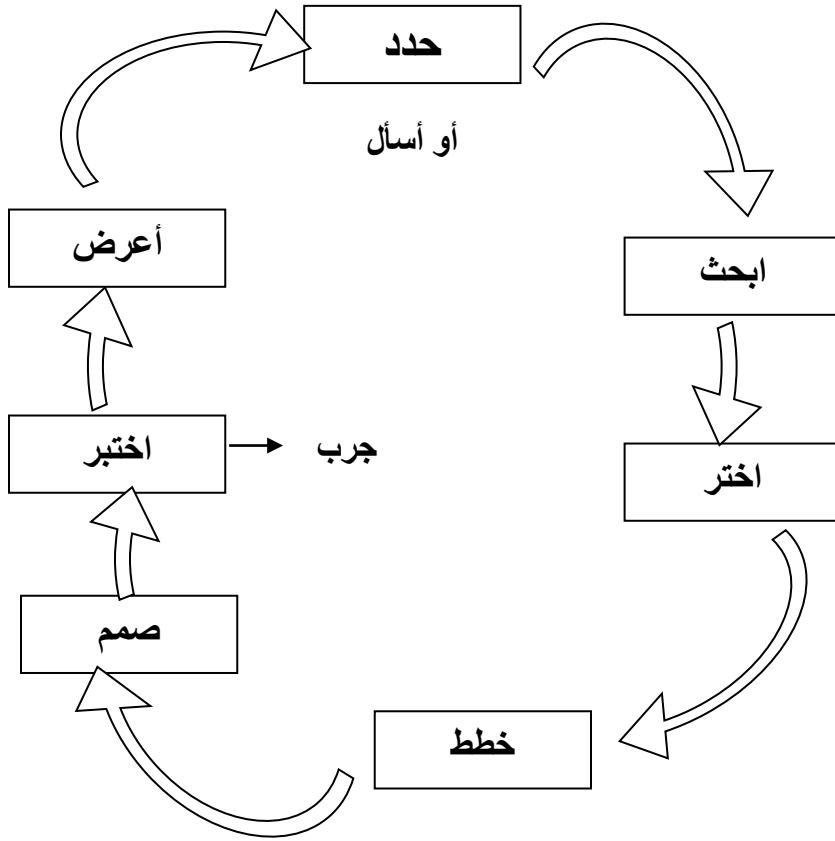 حدد
أو أسأل
ابحث
اختر
خطط
صمم
اختبر
جرب
أعرض